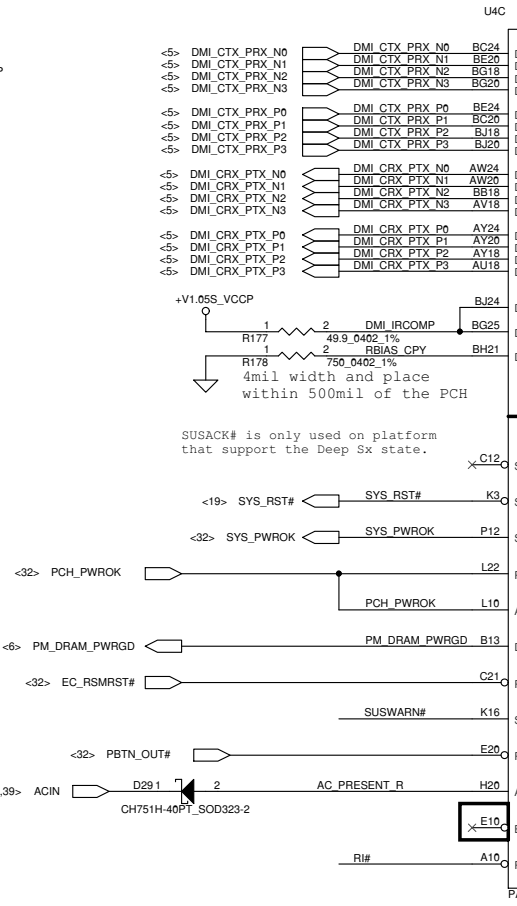 U4C
<5> DMI_CTX_PRX_N0 DMI_CTX_PRX_N0 BC24
<5> DMI_CTX_PRX_N1 DMI_CTX_PRX_N1 BE20
<5> DMI_CTX_PRX_N2 DMI_CTX_PRX_N2 BG18
<5> DMI_CTX_PRX_N3 DMI_CTX_PRX_N3 BG20
<5> DMI_CTX_PRX_P0 DMI_CTX_PRX_P0 BE24
<5> DMI_CTX_PRX_P1 DMI_CTX_PRX_P1 BC20
<5> DMI_CTX_PRX_P2 DMI_CTX_PRX_P2 BJ18
<5> DMI_CTX_PRX_P3 DMI_CTX_PRX_P3 BJ20
<5> DMI_CRX_PTX_N0 DMI_CRX_PTX_N0 AW24
<5> DMI_CRX_PTX_N1 DMI_CRX_PTX_N1 AW20
<5> DMI_CRX_PTX_N2 DMI_CRX_PTX_N2 BB18
<5> DMI_CRX_PTX_N3 DMI_CRX_PTX_N3 AV18
<5> DMI_CRX_PTX_P0 DMI_CRX_PTX_P0 AY24
<5> DMI_CRX_PTX_P1 DMI_CRX_PTX_P1 AY20
<5> DMI_CRX_PTX_P2 DMI_CRX_PTX_P2 AY18
<5> DMI_CRX_PTX_P3 DMI_CRX_PTX_P3 AU18
+V1.05S_VCCP BJ24
1 2 DMI_IRCOMP BG25
R177 49.9_0402_1%
1 2 RBIAS_CPY BH21
R178 750_0402_1%
4mil width and place
within 500mil of the PCH
SUSACK# is only used on platform
that support the Deep Sx state.
C12
<19> SYS_RST# SYS_RST# K3
<32> SYS_PWROK SYS_PWROK P12
<32> PCH_PWROK L22
PCH_PWROK L10
<6> PM_DRAM_PWRGD PM_DRAM_PWRGD B13
<32> EC_RSMRST# C21
SUSWARN# K16
<32> PBTN_OUT# E20
,39> ACIN D29 1 2 AC_PRESENT_R H20
CH751H-40PT_SOD323-2
E10
RI# A10